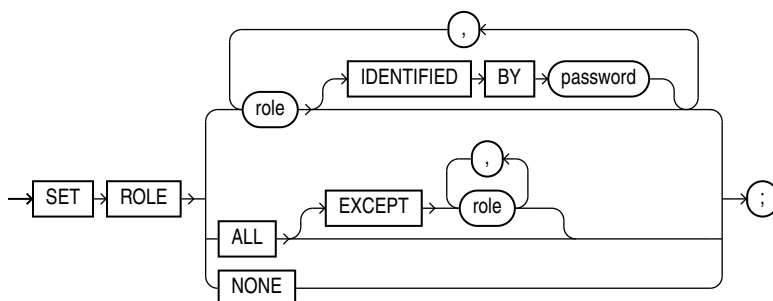 ,
IDENTIFIED BY password
role
,
EXCEPT role
SET ROLE
;
ALL
NONE